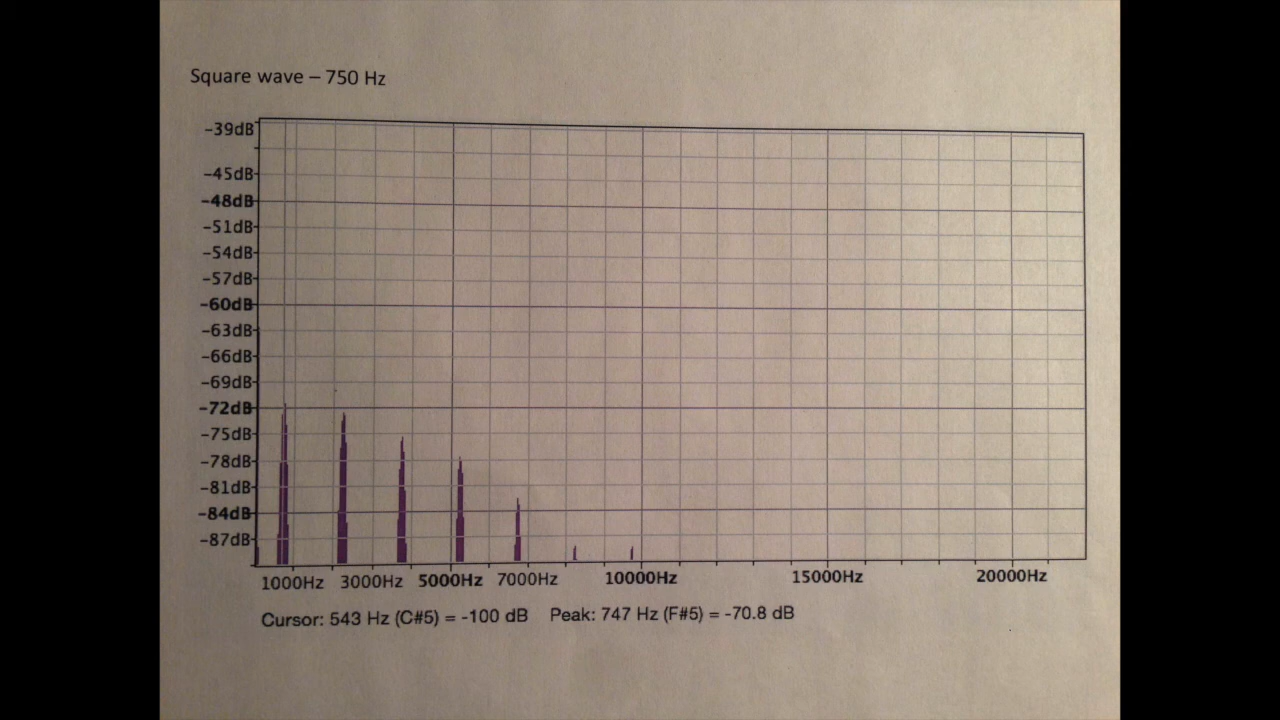 Square wave – 750 Hz
-39dB
-45dB
-48dB
-51dB
-54dB
-57dB
-60dB
-63dB
-66dB
-69dB
-72dB
-75dB
-78dB
-81dB
-84dB
-87dB
1000Hz 3000Hz 5000Hz 7000Hz 10000Hz 15000Hz 20000Hz
Cursor: 543 Hz (C#5) = -100 dB Peak: 747 Hz (F#5) = -70.8 dB